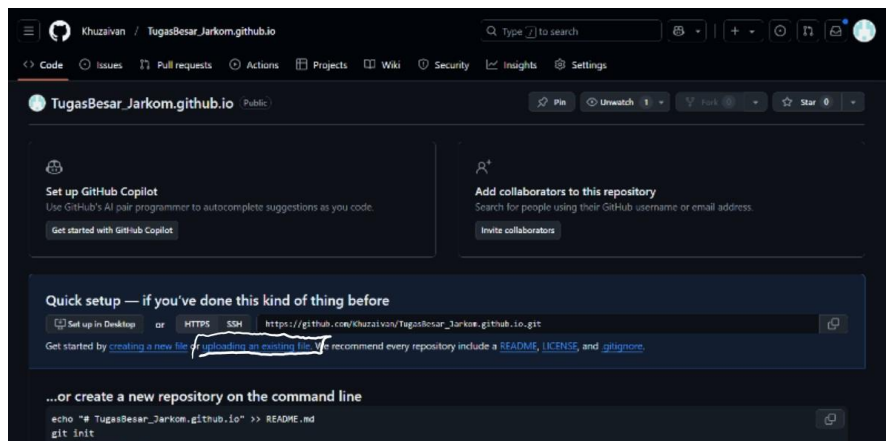 Khuzaivan / TugasBesar_Jarkom.github.io
Type / to search
<> Code Issues Pull requests Actions Projects Wiki Security Insights Settings
TugasBesar_Jarkom.github.io Public
Pin Unwatch 1 Fork 0 Star 0
Set up GitHub Copilot
Use GitHub's AI pair programmer to autocomplete suggestions as you code.
Get started with GitHub Copilot
Add collaborators to this repository
Search for people using their GitHub username or email address.
Invite collaborators
Quick setup — if you've done this kind of thing before
Set up in Desktop or HTTPS SSH https://github.com/Khuzaivan/TugasBesar_Jarkom.github.io.git
Get started by creating a new file or uploading an existing file. We recommend every repository include a README, LICENSE, and .gitignore.
...or create a new repository on the command line
echo "# TugasBesar_Jarkom.github.io" >> README.md
git init